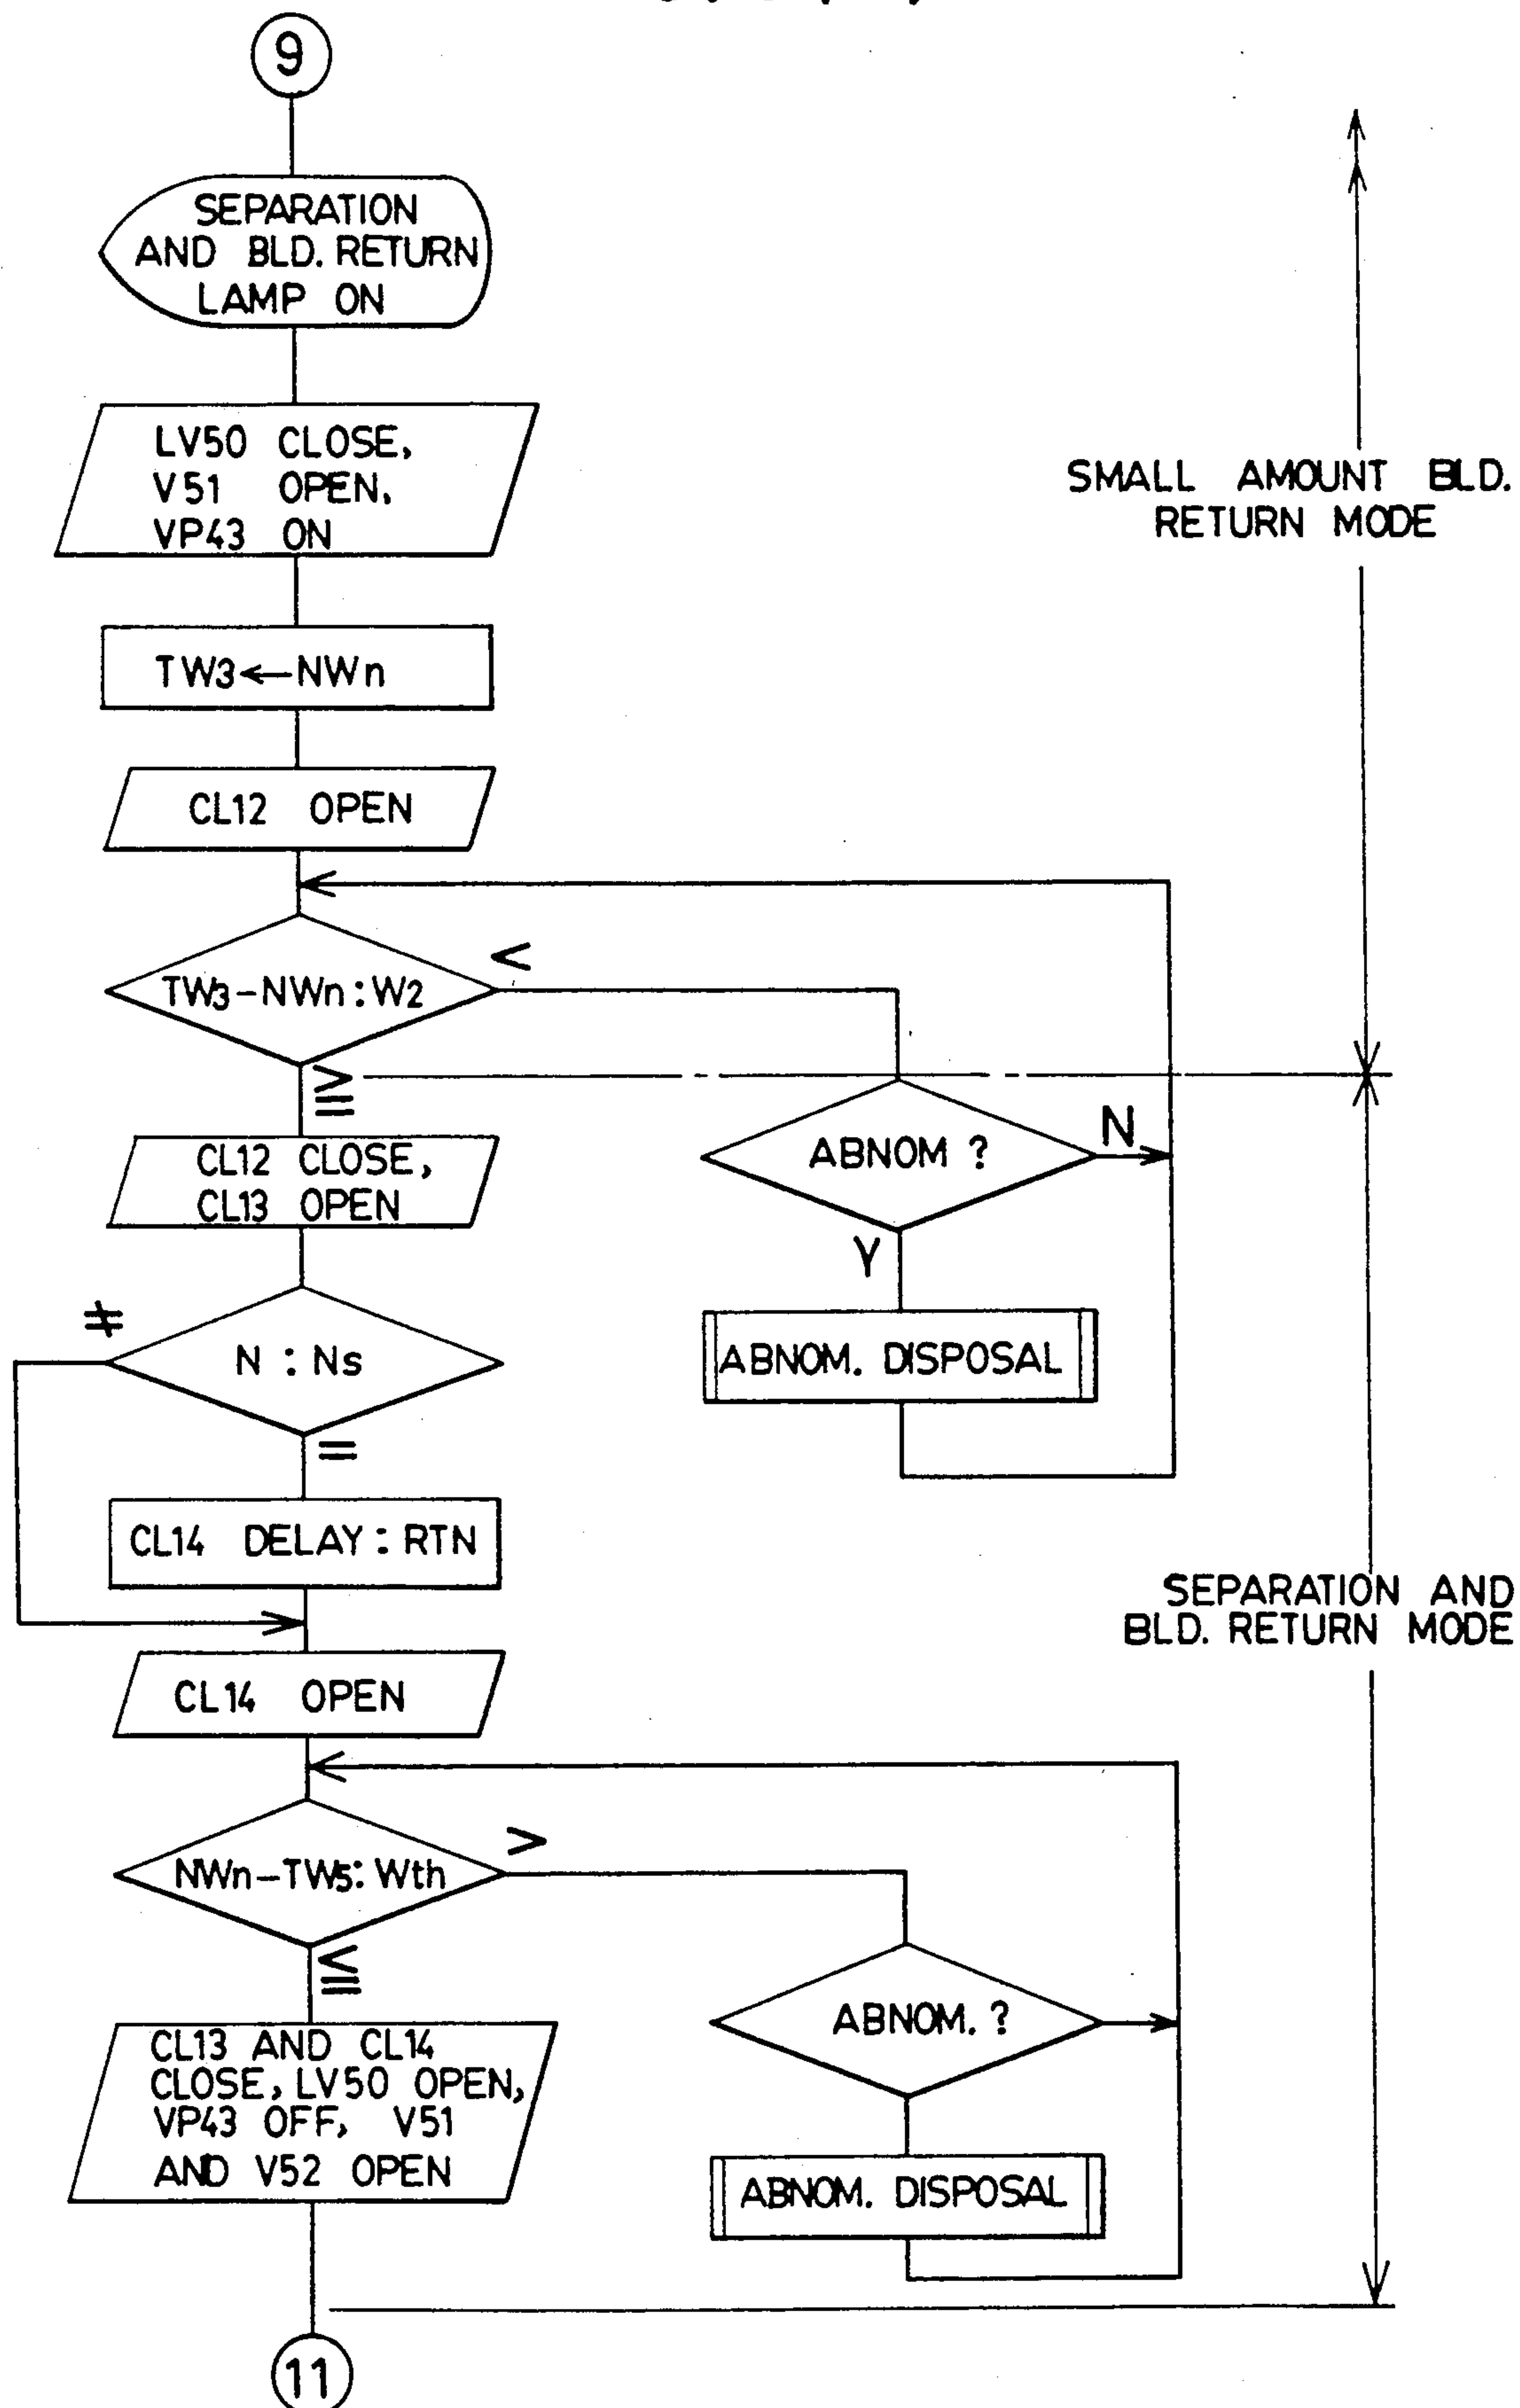 9
SEPARATION
AND BLD. RETURN
LAMP ON
LV50 CLOSE,
V51 OPEN,
VP43 ON
SMALL AMOUNT BLD.
RETURN MODE
TW3←NWn
CL12 OPEN
<
TW3-NWn:W2
≧
CL12 CLOSE,
CL13 OPEN
ABNOM ?
N
Y
ABNOM. DISPOSAL
≠
N : Ns
=
CL14 DELAY : RTN
SEPARATION AND
BLD. RETURN MODE
CL14 OPEN
>
NWn-TW5:Wth
≦
ABNOM. ?
CL13 AND CL14
CLOSE, LV50 OPEN,
VP43 OFF, V51
AND V52 OPEN
ABNOM. DISPOSAL
11